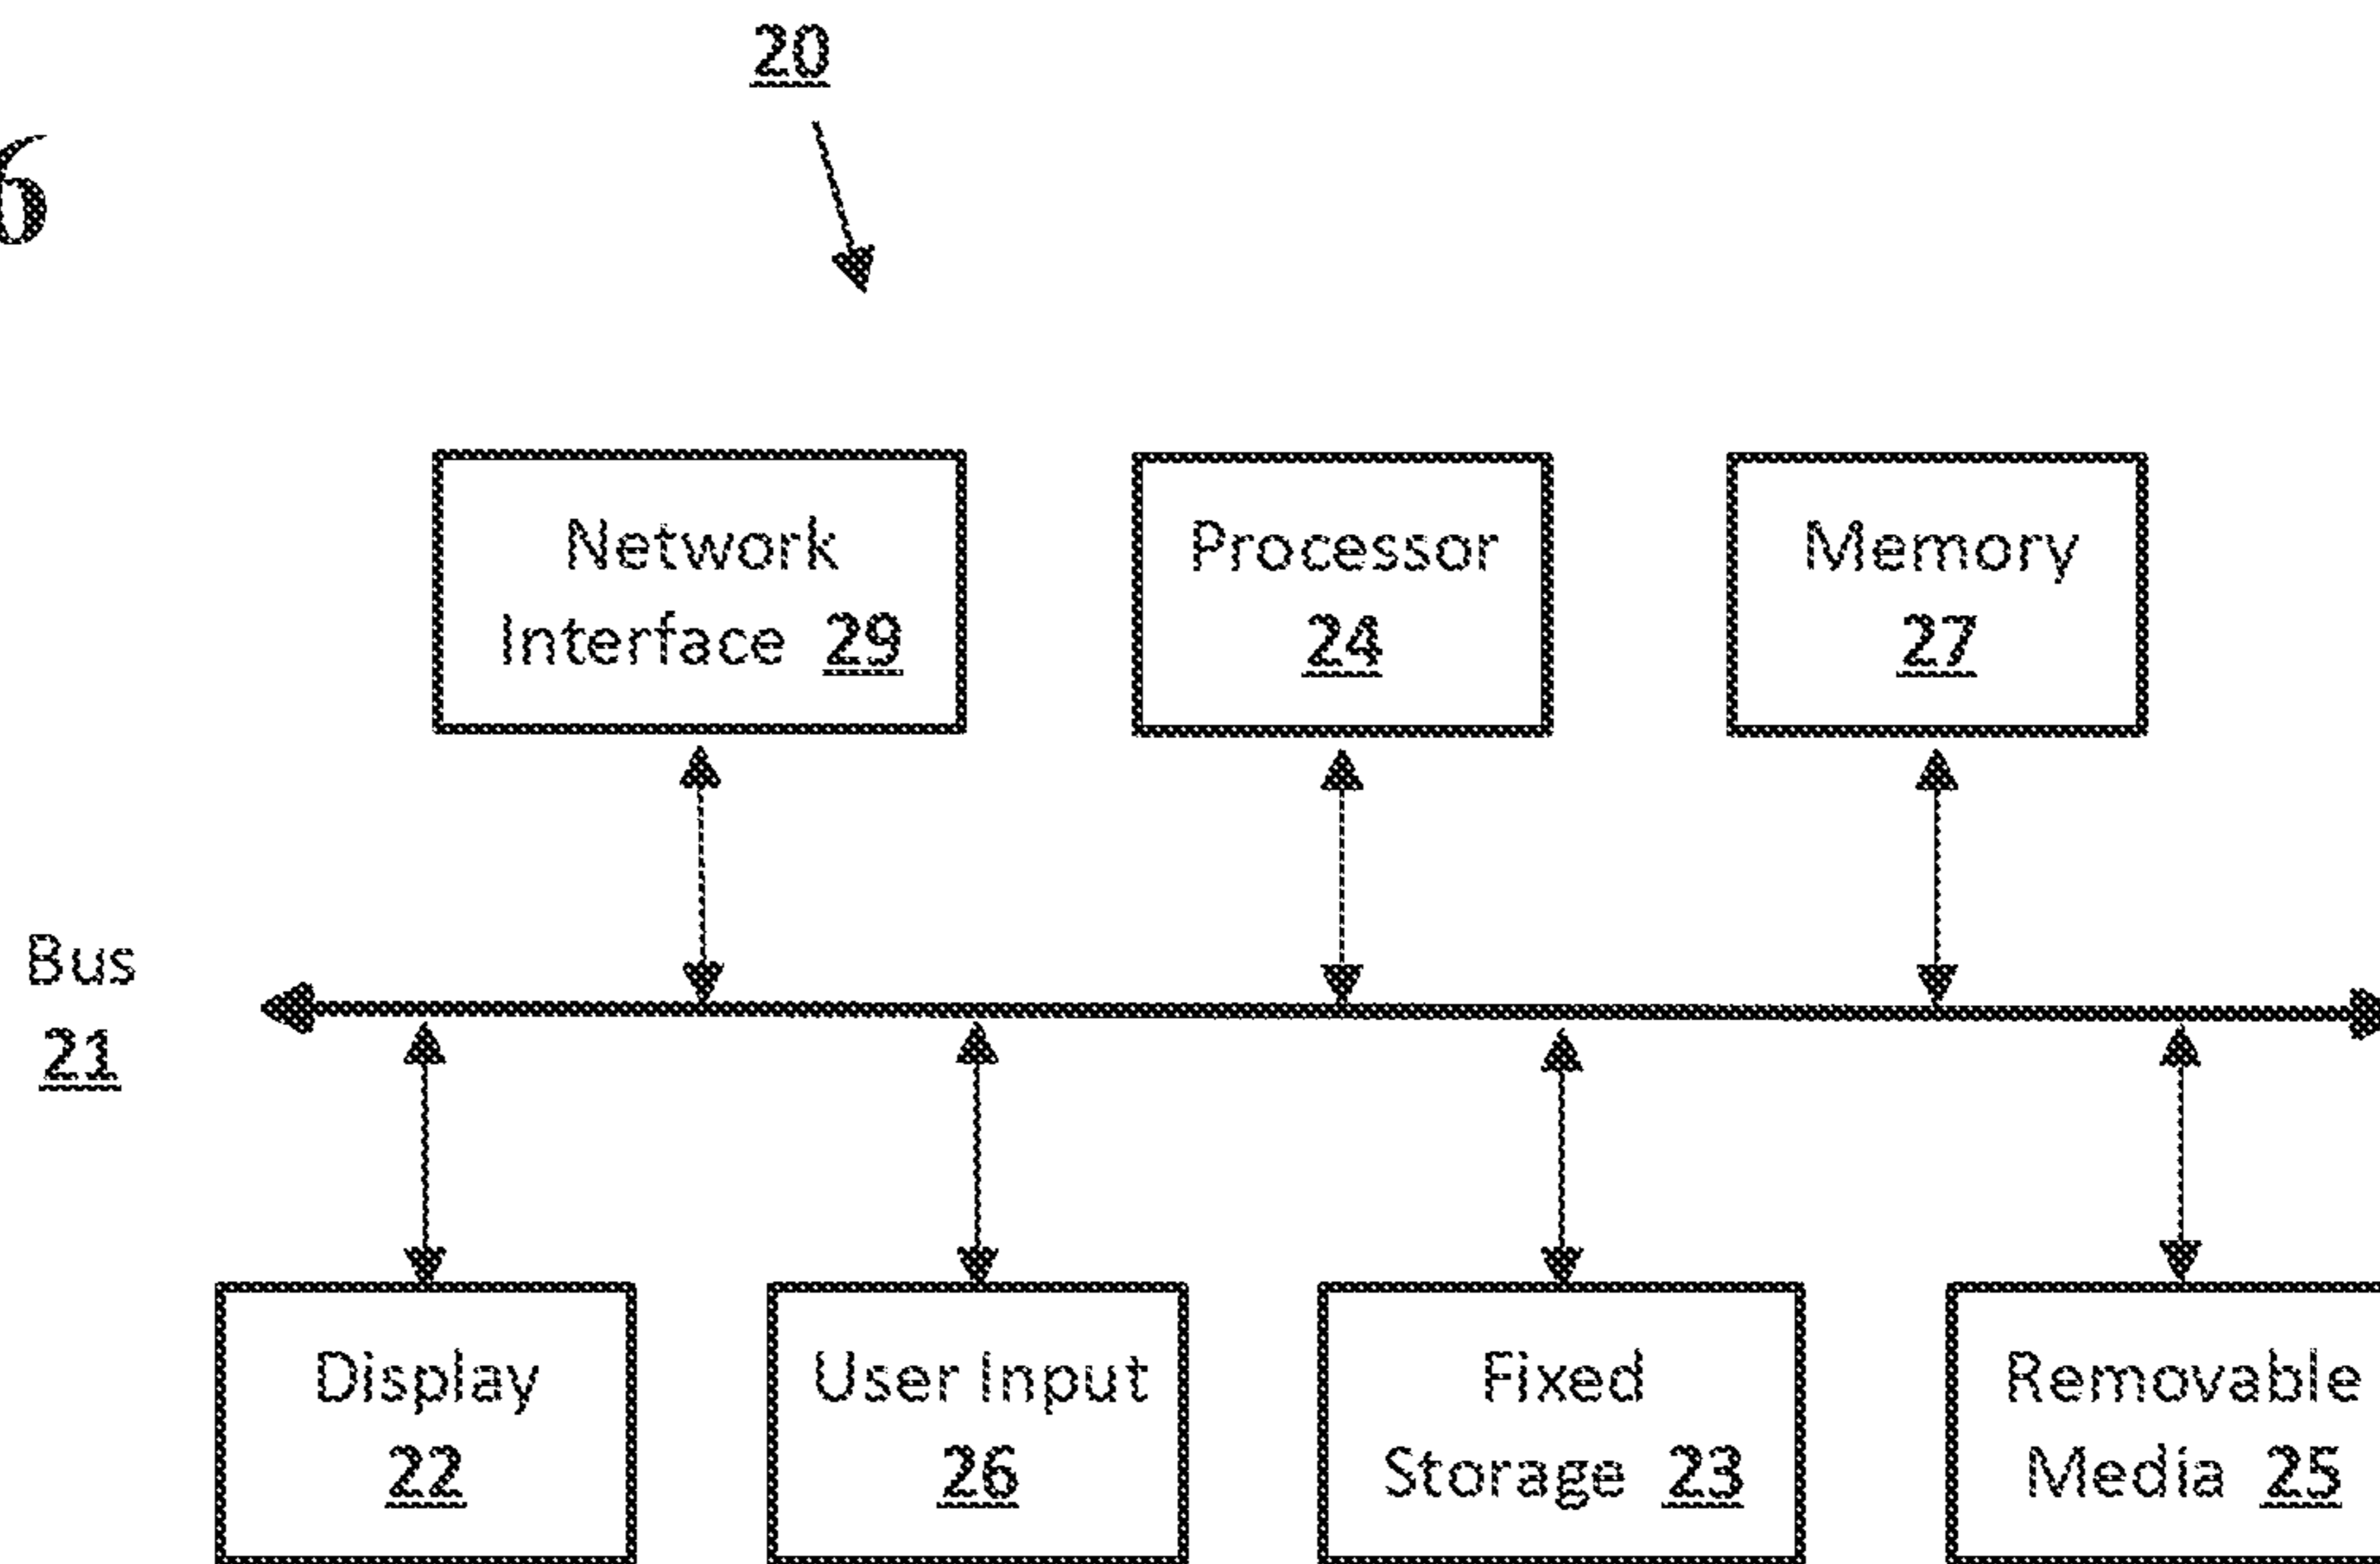 20
6
Network
Interface 29
Processor
24
Memory
27
Bus
21
Display
22
User Input
26
Fixed
Storage 23
Removable
Media 25